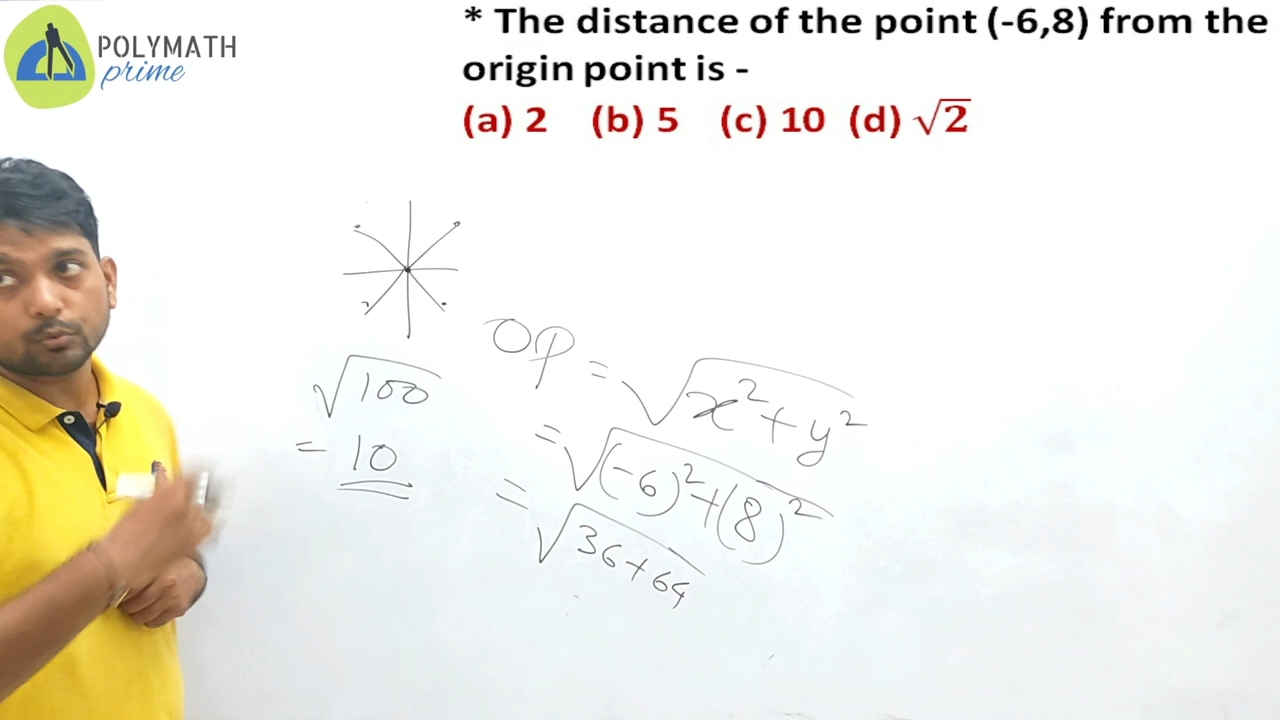 POLYMATH
prime
* The distance of the point (-6,8) from the
origin point is -
(a) 2 (b) 5 (c) 10 (d) √2
OP = √x²+y²
= √(-6)²+(8)²
= √36+64
√100
= 10